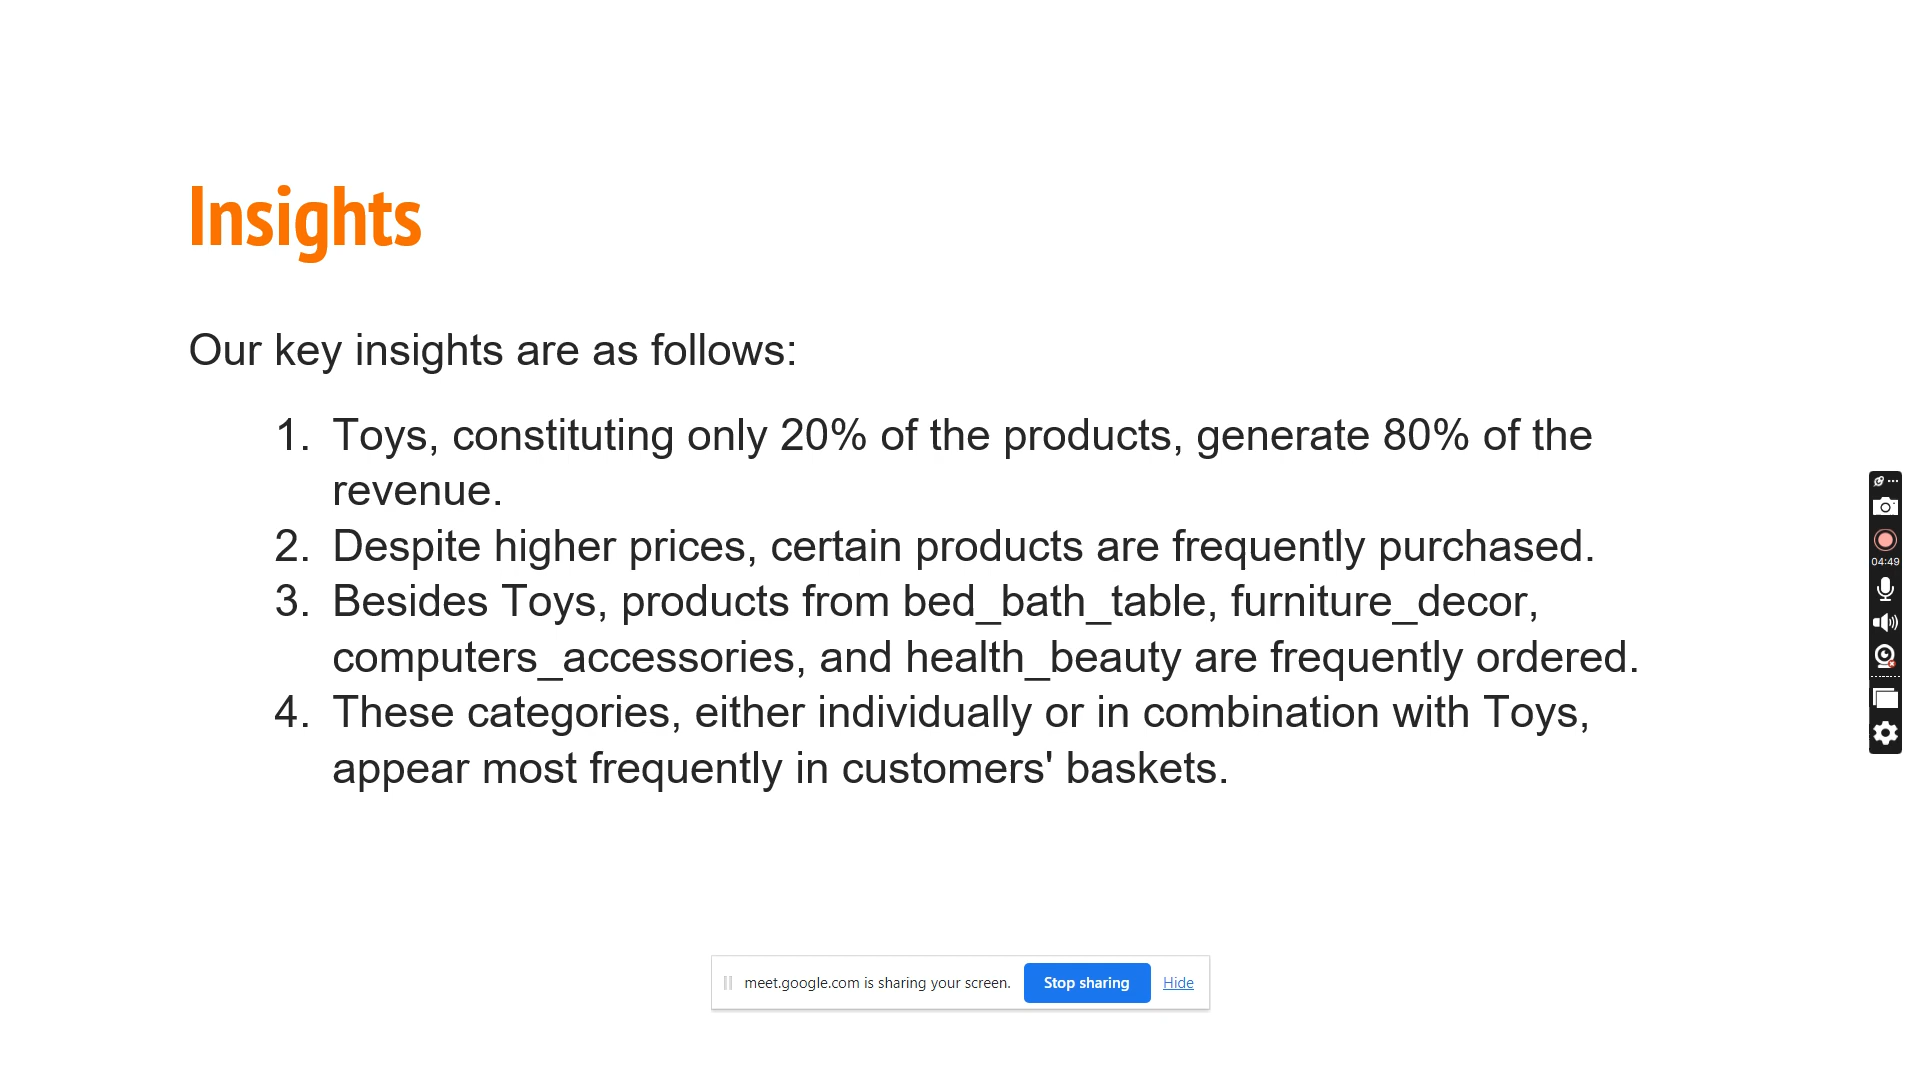 Insights
Our key insights are as follows:
1. Toys, constituting only 20% of the products, generate 80% of the
revenue.
2. Despite higher prices, certain products are frequently purchased.
3. Besides Toys, products from bed_bath_table, furniture_decor,
computers_accessories, and health_beauty are frequently ordered.
4. These categories, either individually or in combination with Toys,
appear most frequently in customers' baskets.
04:49
meet.google.com is sharing your screen. Stop sharing Hide